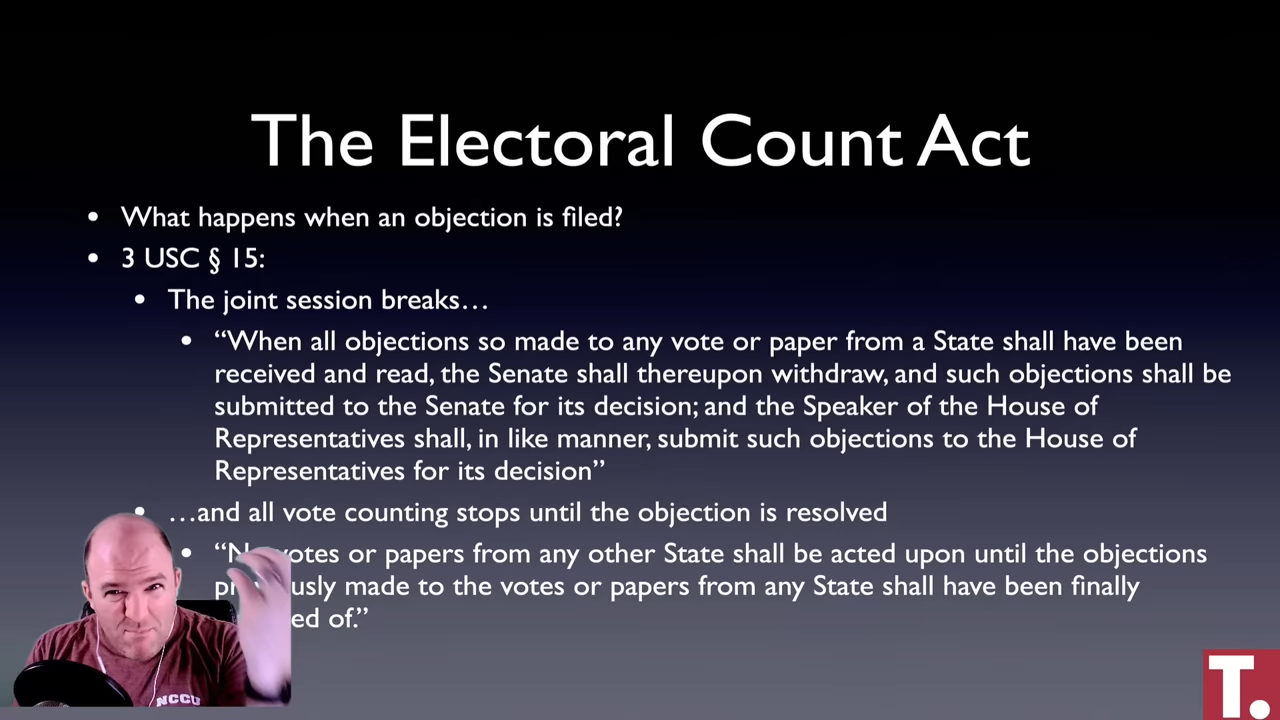 The Electoral Count Act
• What happens when an objection is filed?
• 3 USC § 15:
• The joint session breaks…
• “When all objections so made to any vote or paper from a State shall have been
received and read, the Senate shall thereupon withdraw, and such objections shall be
submitted to the Senate for its decision; and the Speaker of the House of
Representatives shall, in like manner, submit such objections to the House of
Representatives for its decision”
• …and all vote counting stops until the objection is resolved
• votes or papers from any other State shall be acted upon until the objections
made to the votes or papers from any State shall have been finally
of.”
NCCU
T.